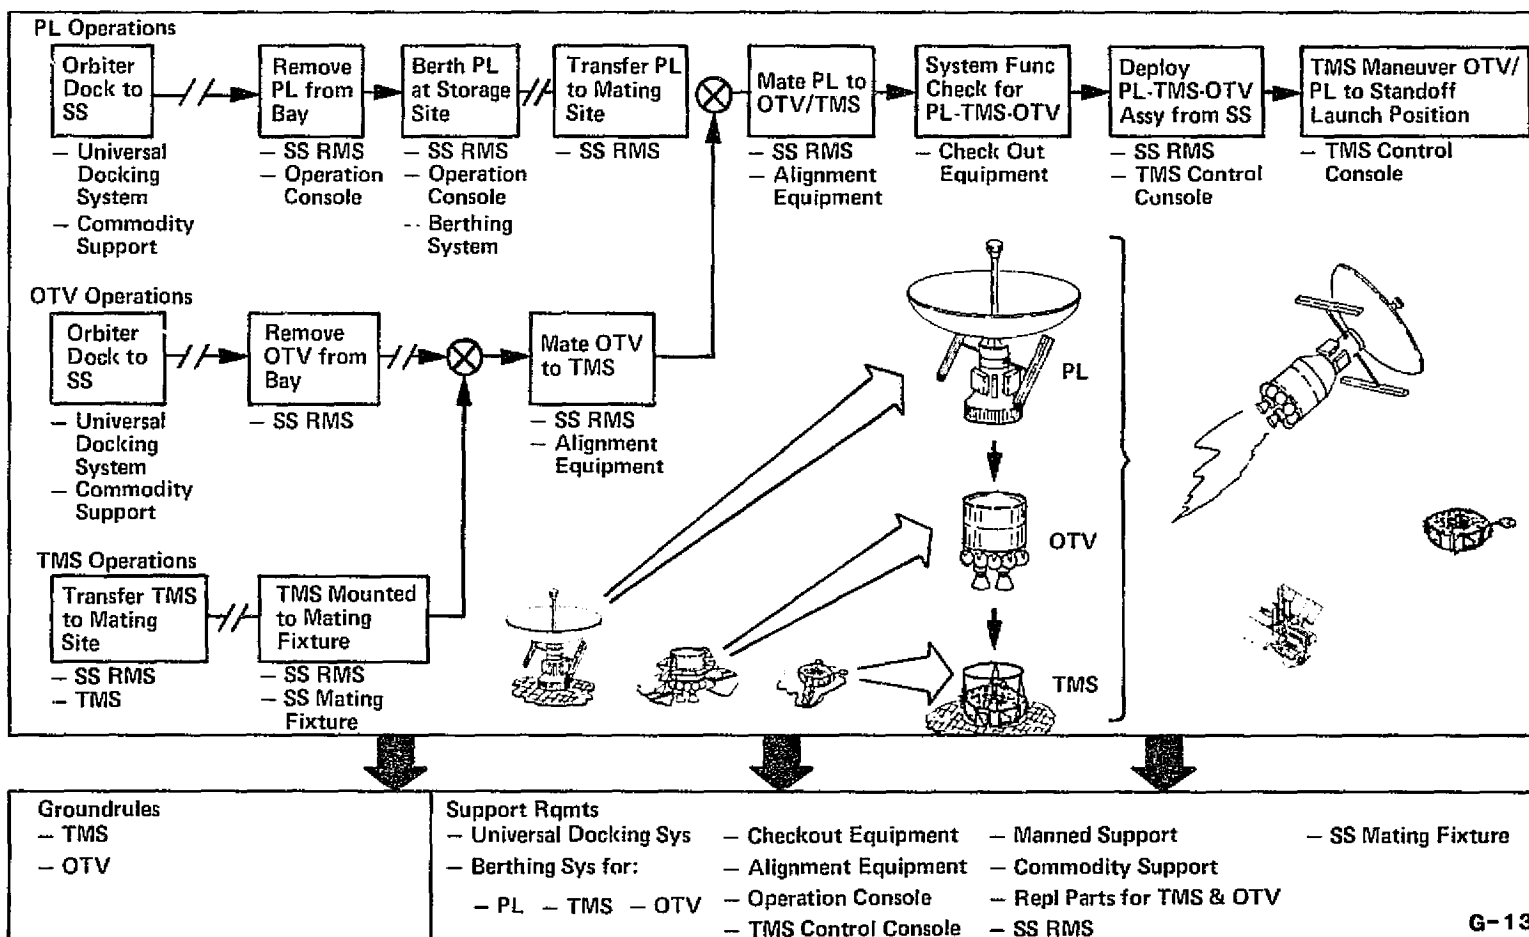 PL Operations
Orbiter
Dock to
SS
– Universal
Docking
System
– Commodity
Support
Remove
PL from
Bay
– SS RMS
– Operation
Console
Berth PL
at Storage
Site
– SS RMS
– Operation
Console
– Berthing
System
Transfer PL
to Mating
Site
– SS RMS
Mate PL to
OTV/TMS
– SS RMS
– Alignment
Equipment
System Func
Check for
PL-TMS-OTV
– Check Out
Equipment
Deploy
PL-TMS-OTV
Assy from SS
– SS RMS
– TMS Control
Console
TMS Maneuver OTV/
PL to Standoff
Launch Position
– TMS Control
Console
OTV Operations
Orbiter
Dock to
SS
– Universal
Docking
System
– Commodity
Support
Remove
OTV from
Bay
– SS RMS
Mate OTV
to TMS
– SS RMS
– Alignment
Equipment
TMS Operations
Transfer TMS
to Mating
Site
– SS RMS
– TMS
TMS Mounted
to Mating
Fixture
– SS RMS
– SS Mating
Fixture
PL
OTV
TMS
Groundrules
– TMS
– OTV
Support Rqmts
– Universal Docking Sys
– Berthing Sys for:
– PL – TMS – OTV
– Checkout Equipment
– Alignment Equipment
– Operation Console
– TMS Control Console
– Manned Support
– Commodity Support
– Repl Parts for TMS & OTV
– SS RMS
– SS Mating Fixture
G-13